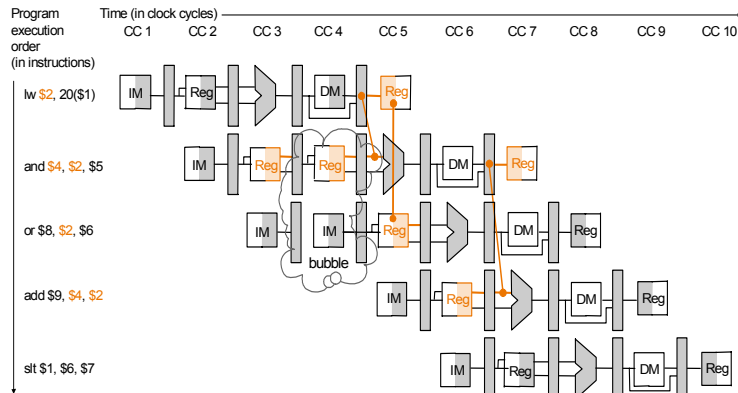 Program
execution
order
(in instructions)
Time (in clock cycles)
CC 1 CC 2 CC 3 CC 4 CC 5 CC 6 CC 7 CC 8 CC 9 CC 10
lw $2, 20($1)
IM Reg DM Reg
and $4, $2, $5
IM Reg Reg DM Reg
or $8, $2, $6
IM IM Reg DM Reg
bubble
add $9, $4, $2
IM Reg DM Reg
slt $1, $6, $7
IM Reg DM Reg